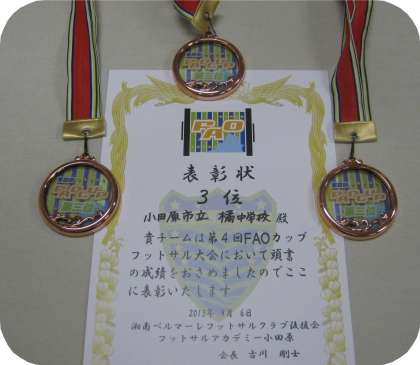 FAO
表彰状
3位
小田原市立 橘中学校 殿
貴チームは第4回FAOカップ
フットサル大会において頭書
の成績をおさめましたのでここ
に表彰いたします
湘南ベルマーレフットサルクラブ後援会
フットサルアカデミー小田原
会長 古川 剛士